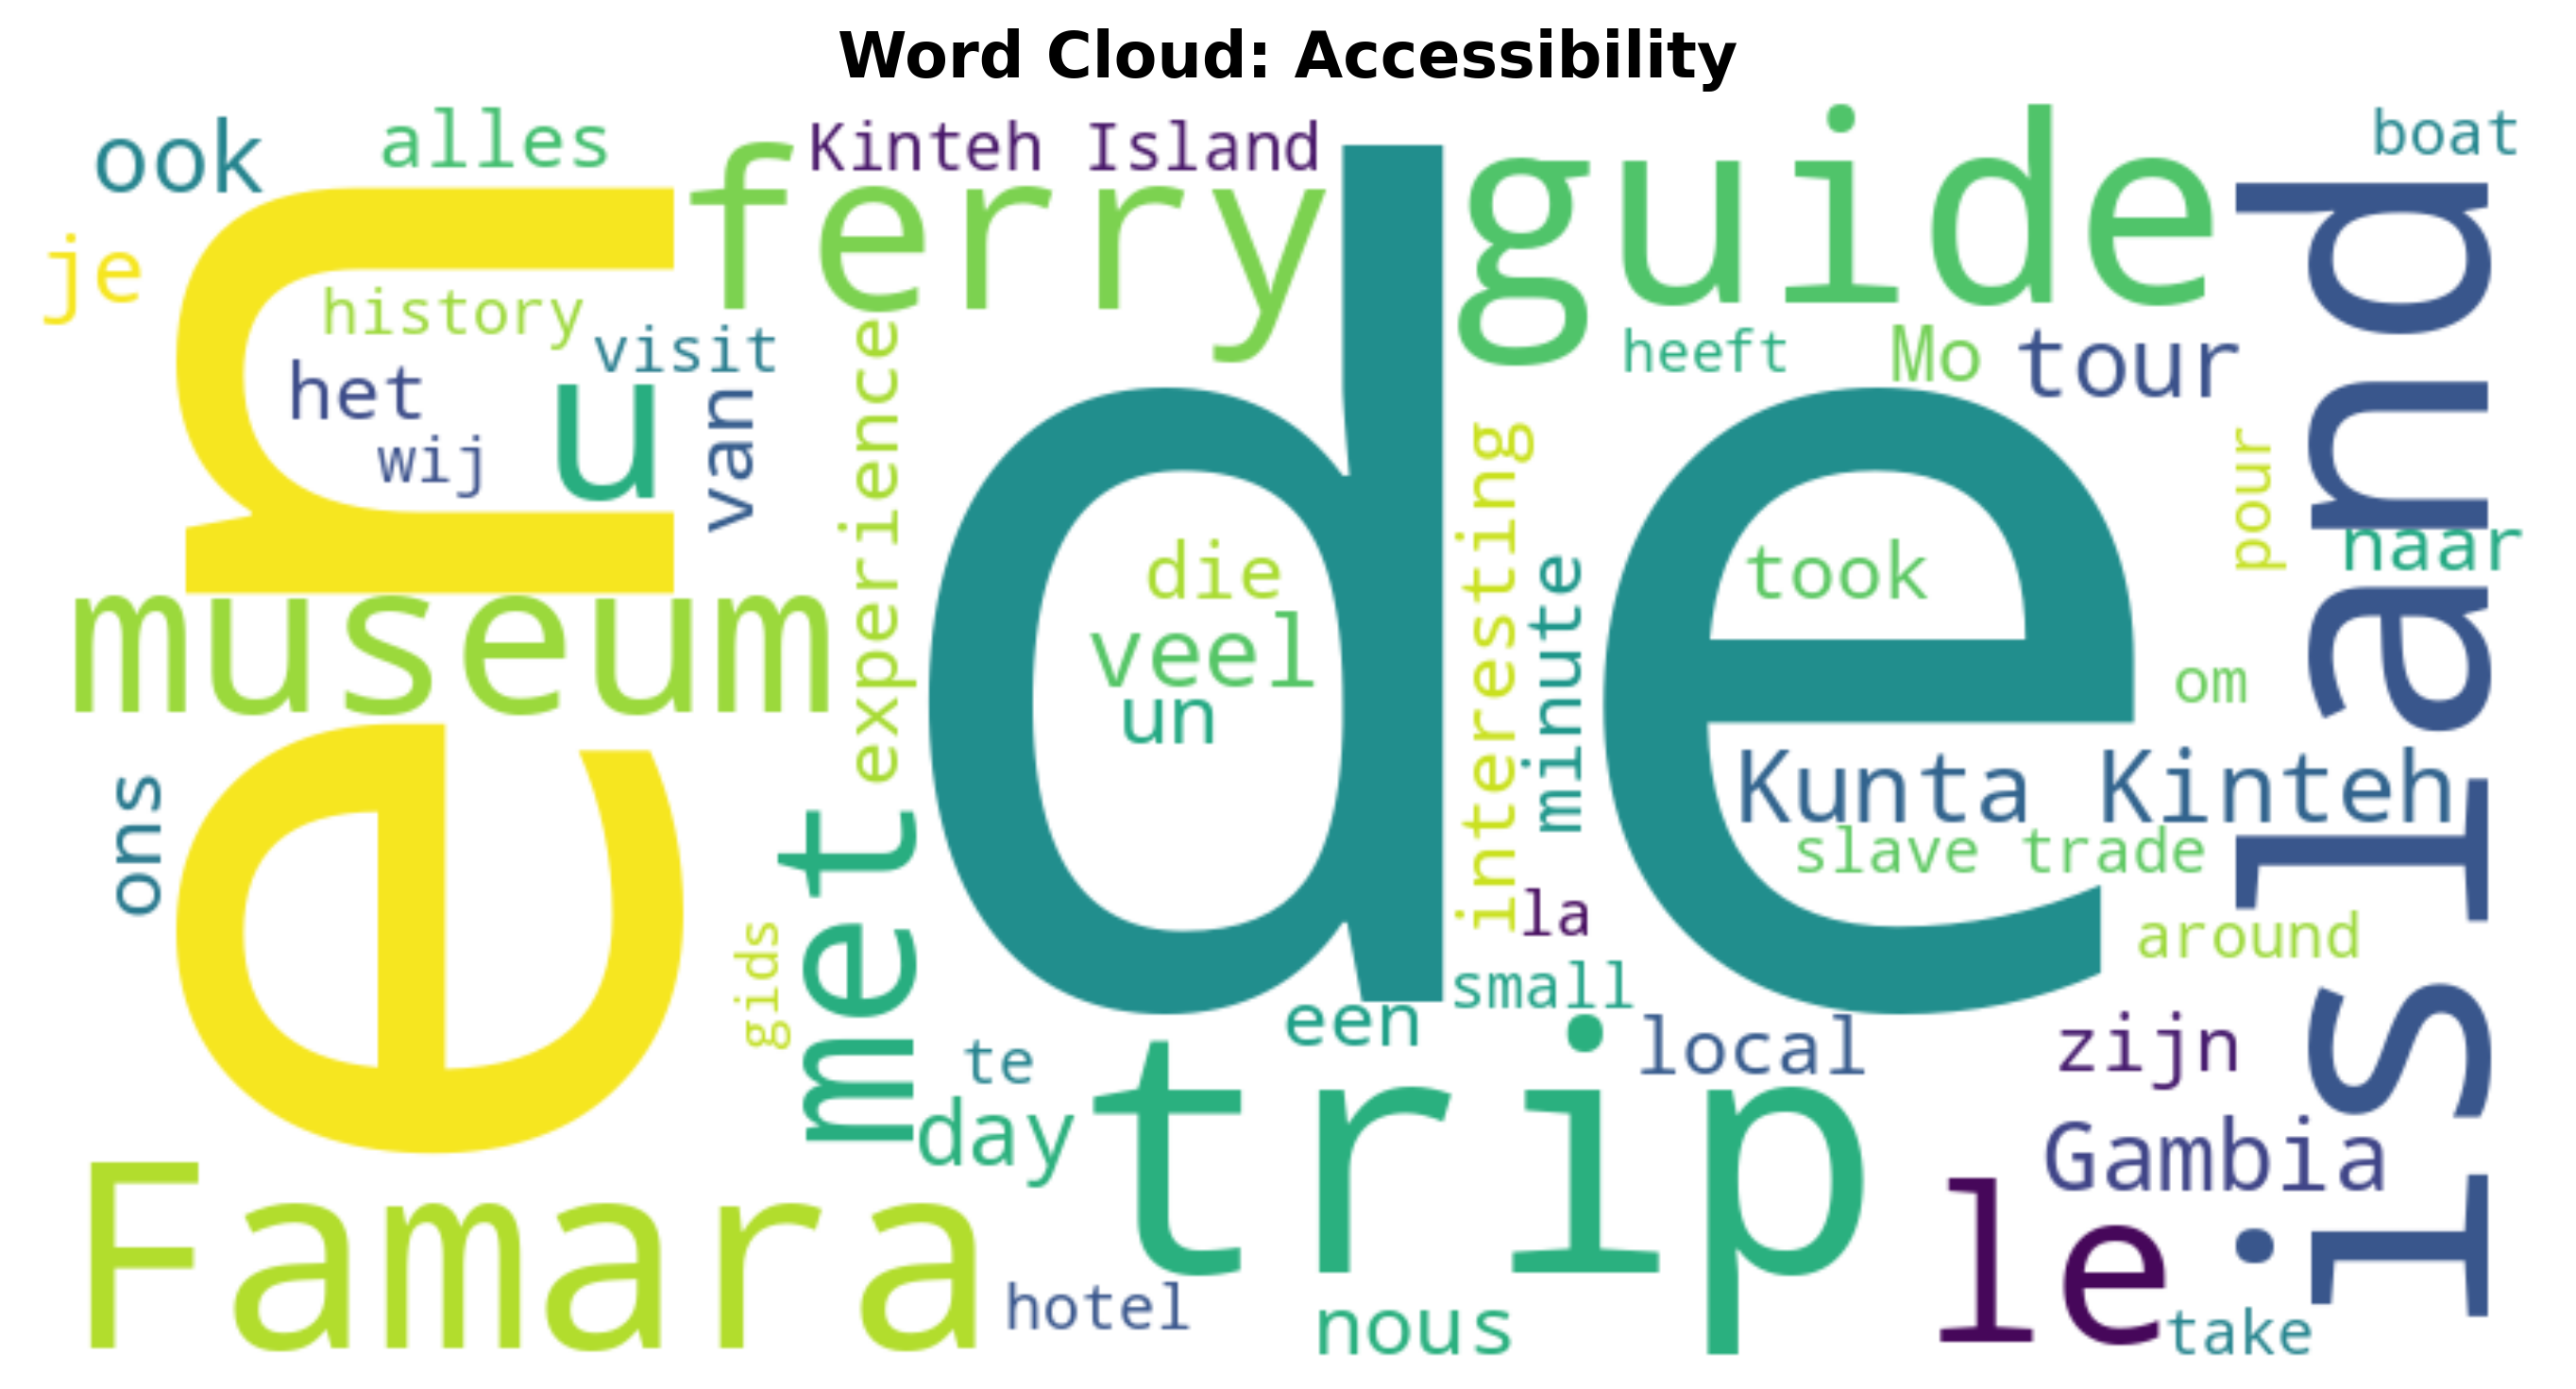 Word Cloud: Accessibility
ook
alles
Kinteh Island
boat
ferry
guide
je
en
history
visit
het
wij
u
van
experience
heeft
Mo
tour
island
de
die
veel
un
interesting
minute
took
pour
naar
museum
om
Kunta Kinteh
slave trade
ons
met
gids
la
small
around
een
te
day
trip
local
zijn
Gambia
Famara
hotel
nous
le
take